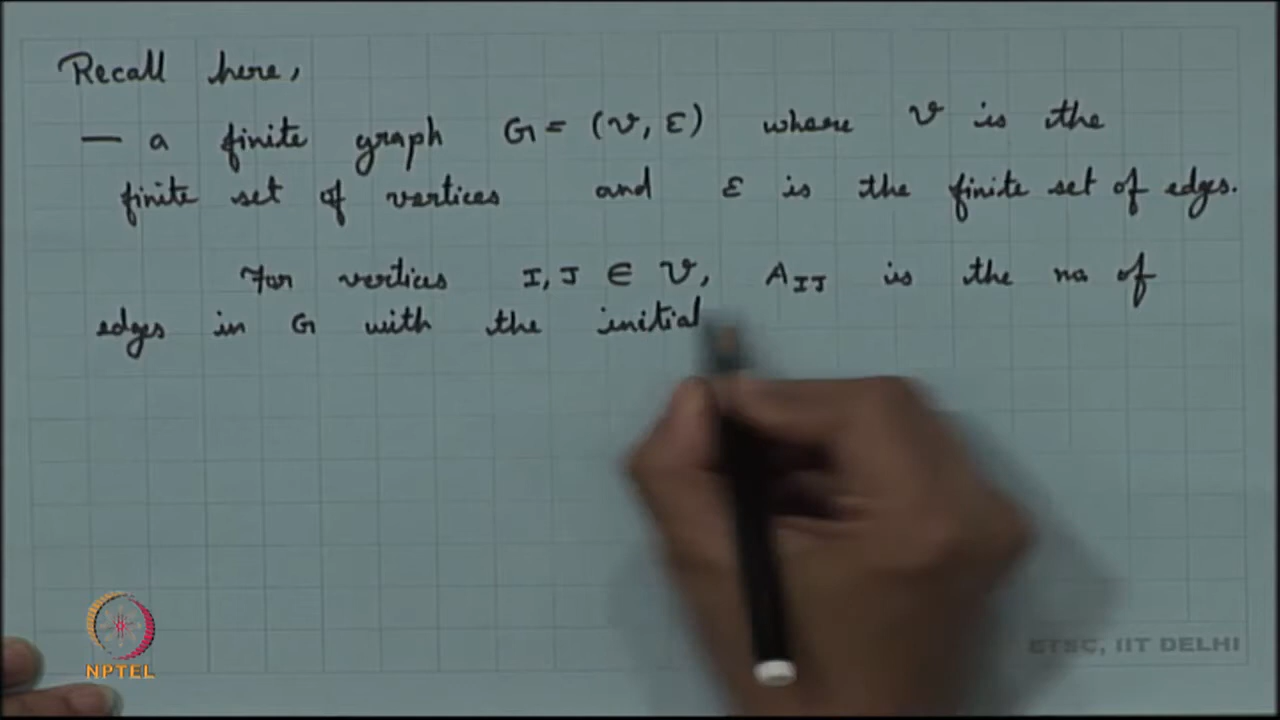 Recall here,
— a finite graph G = (𝒱, ℰ) where 𝒱 is the
finite set of vertices and ℰ is the finite set of edges.
For vertices I, J ∈ 𝒱, A_IJ is the no of
edges in G with the initial
NPTEL
ETSC, IIT DELHI